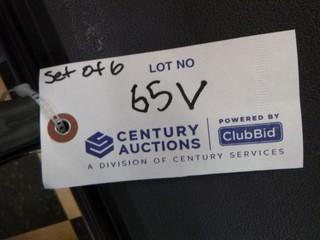 Set of 6 LOT NO
65V
CENTURY AUCTIONS
POWERED BY ClubBid
A DIVISION OF CENTURY SERVICES